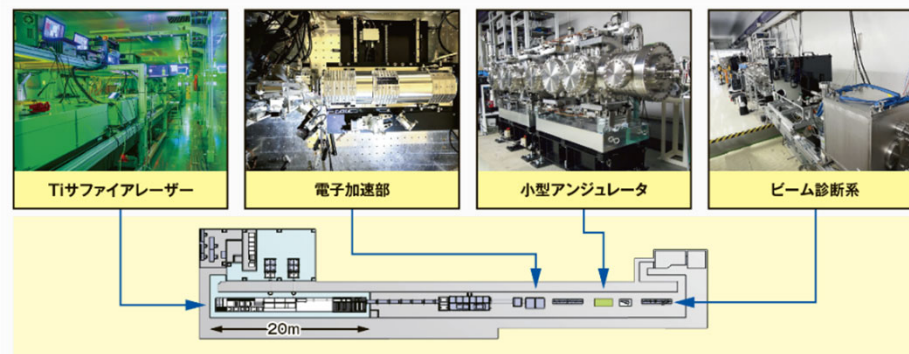 Tiサファイアレーザー
電子加速部
小型アンジュレータ
ビーム診断系
20m